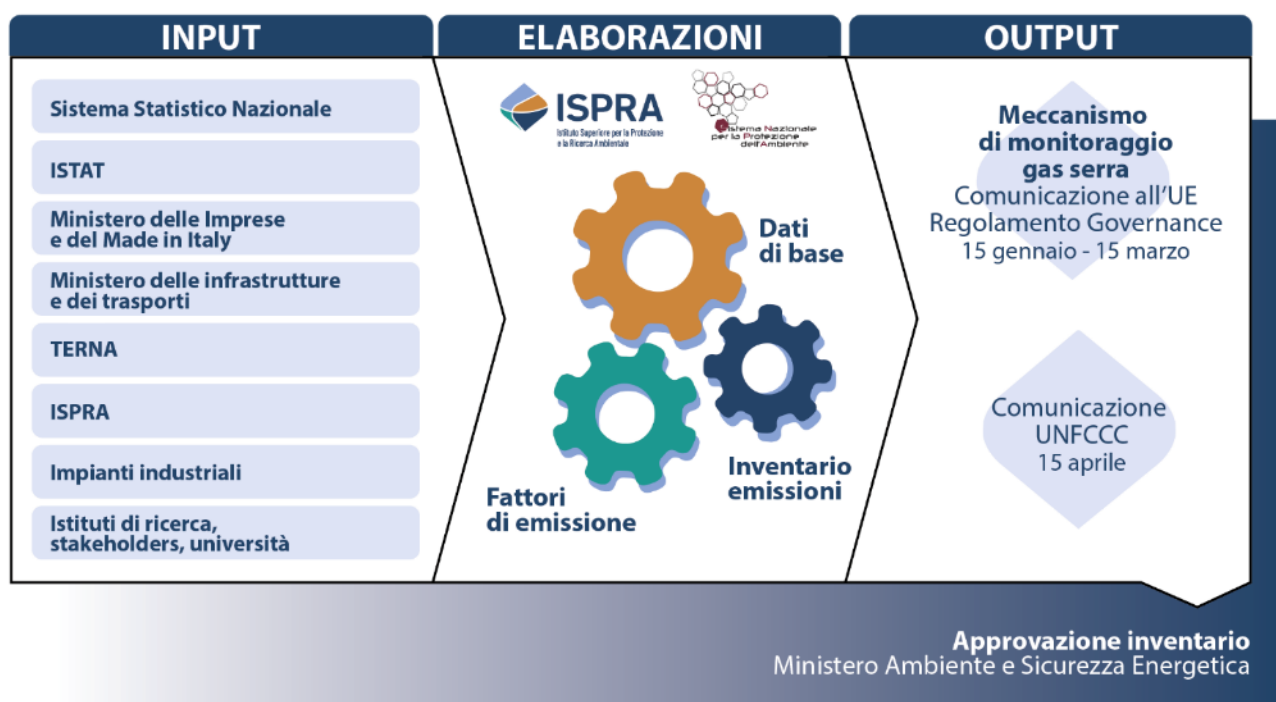 INPUT
Sistema Statistico Nazionale
ISTAT
Ministero delle Imprese
e del Made in Italy
Ministero delle infrastrutture
e dei trasporti
TERNA
ISPRA
Impianti industriali
Istituti di ricerca,
stakeholders, università
ELABORAZIONI
ISPRA
Istituto Superiore per la Protezione
e la Ricerca Ambientale
Sistema Nazionale
per la Protezione
dell'Ambiente
Dati
di base
Inventario
emissioni
Fattori
di emissione
OUTPUT
Meccanismo
di monitoraggio
gas serra
Comunicazione all’UE
Regolamento Governance
15 gennaio - 15 marzo
Comunicazione
UNFCCC
15 aprile
Approvazione inventario
Ministero Ambiente e Sicurezza Energetica